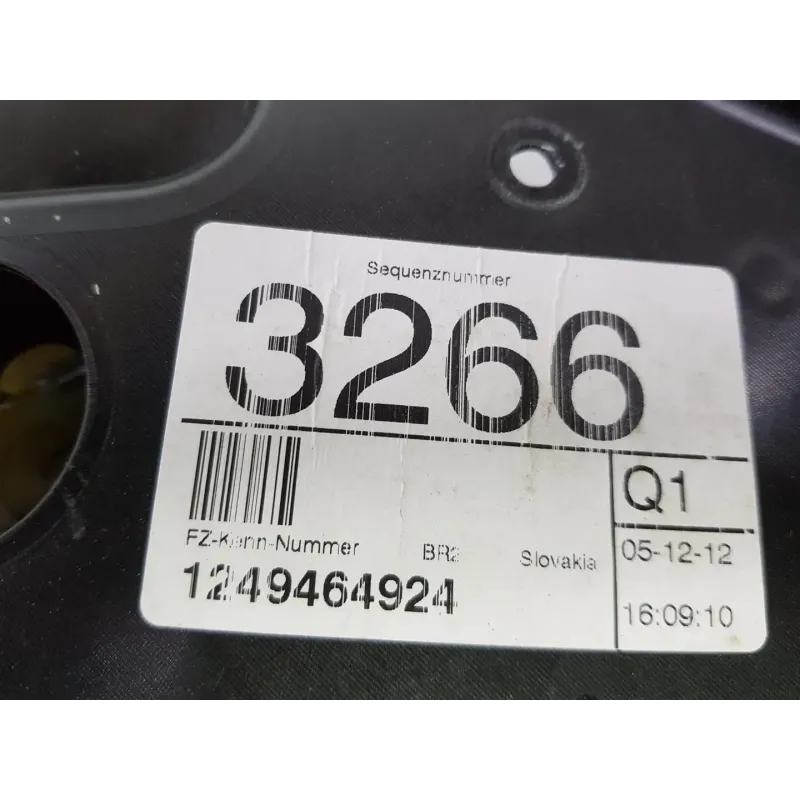 Sequenznummer
3266
Q1
FZ-Kenn-Nummer BR2 Slovakia 05-12-12
1249464924 16:09:10